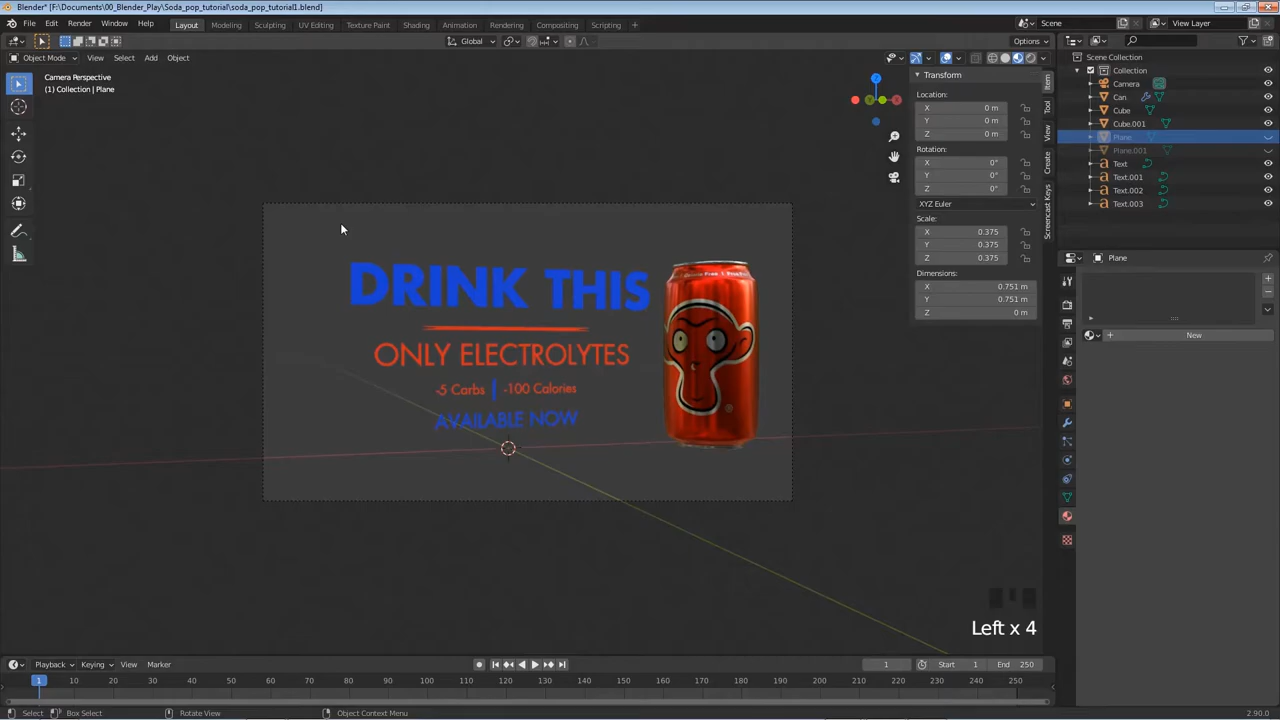 Blender* [F:\Documents\00_Blender_Play\Soda_pop_tutorial\soda_pop_tutorial1.blend]
File Edit Render Window Help Layout Modeling Sculpting UV Editing Texture Paint Shading Animation Rendering Compositing Scripting Scene View Layer
Global Options
Object Mode View Select Add Object
Camera Perspective
(1) Collection | Plane
Transform
Location:
X 0 m
Y 0 m
Z 0 m
Rotation:
X 0°
Y 0°
Z 0°
XYZ Euler
Scale:
X 0.375
Y 0.375
Z 0.375
Dimensions:
X 0.751 m
Y 0.751 m
Z 0 m
Item
Tool
View
Create
Screencast Keys
Scene Collection
Collection
Camera
Can
Cube
Cube.001
Plane
Plane.001
Text
Text.001
Text.002
Text.003
Plane
New
DRINK THIS
ONLY ELECTROLYTES
-5 Carbs | -100 Calories
AVAILABLE NOW
®
Left x 4
Playback Keying View Marker 1 Start 1 End 250
1 10 20 30 40 50 60 70 80 90 100 110 120 130 140 150 160 170 180 190 200 210 220 230 240 250
Select Box Select Rotate View Object Context Menu 2.90.0